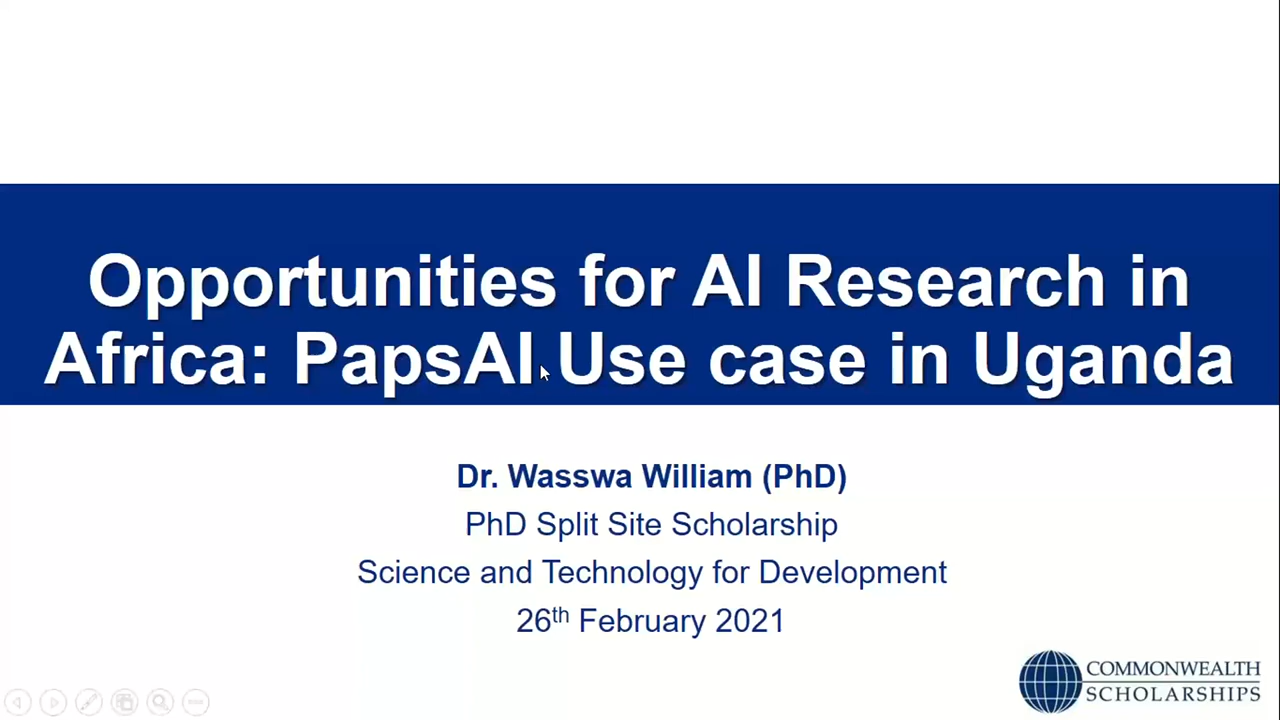 Opportunities for AI Research in
Africa: PapsAI Use case in Uganda
Dr. Wasswa William (PhD)
PhD Split Site Scholarship
Science and Technology for Development
26th February 2021
COMMONWEALTH
SCHOLARSHIPS